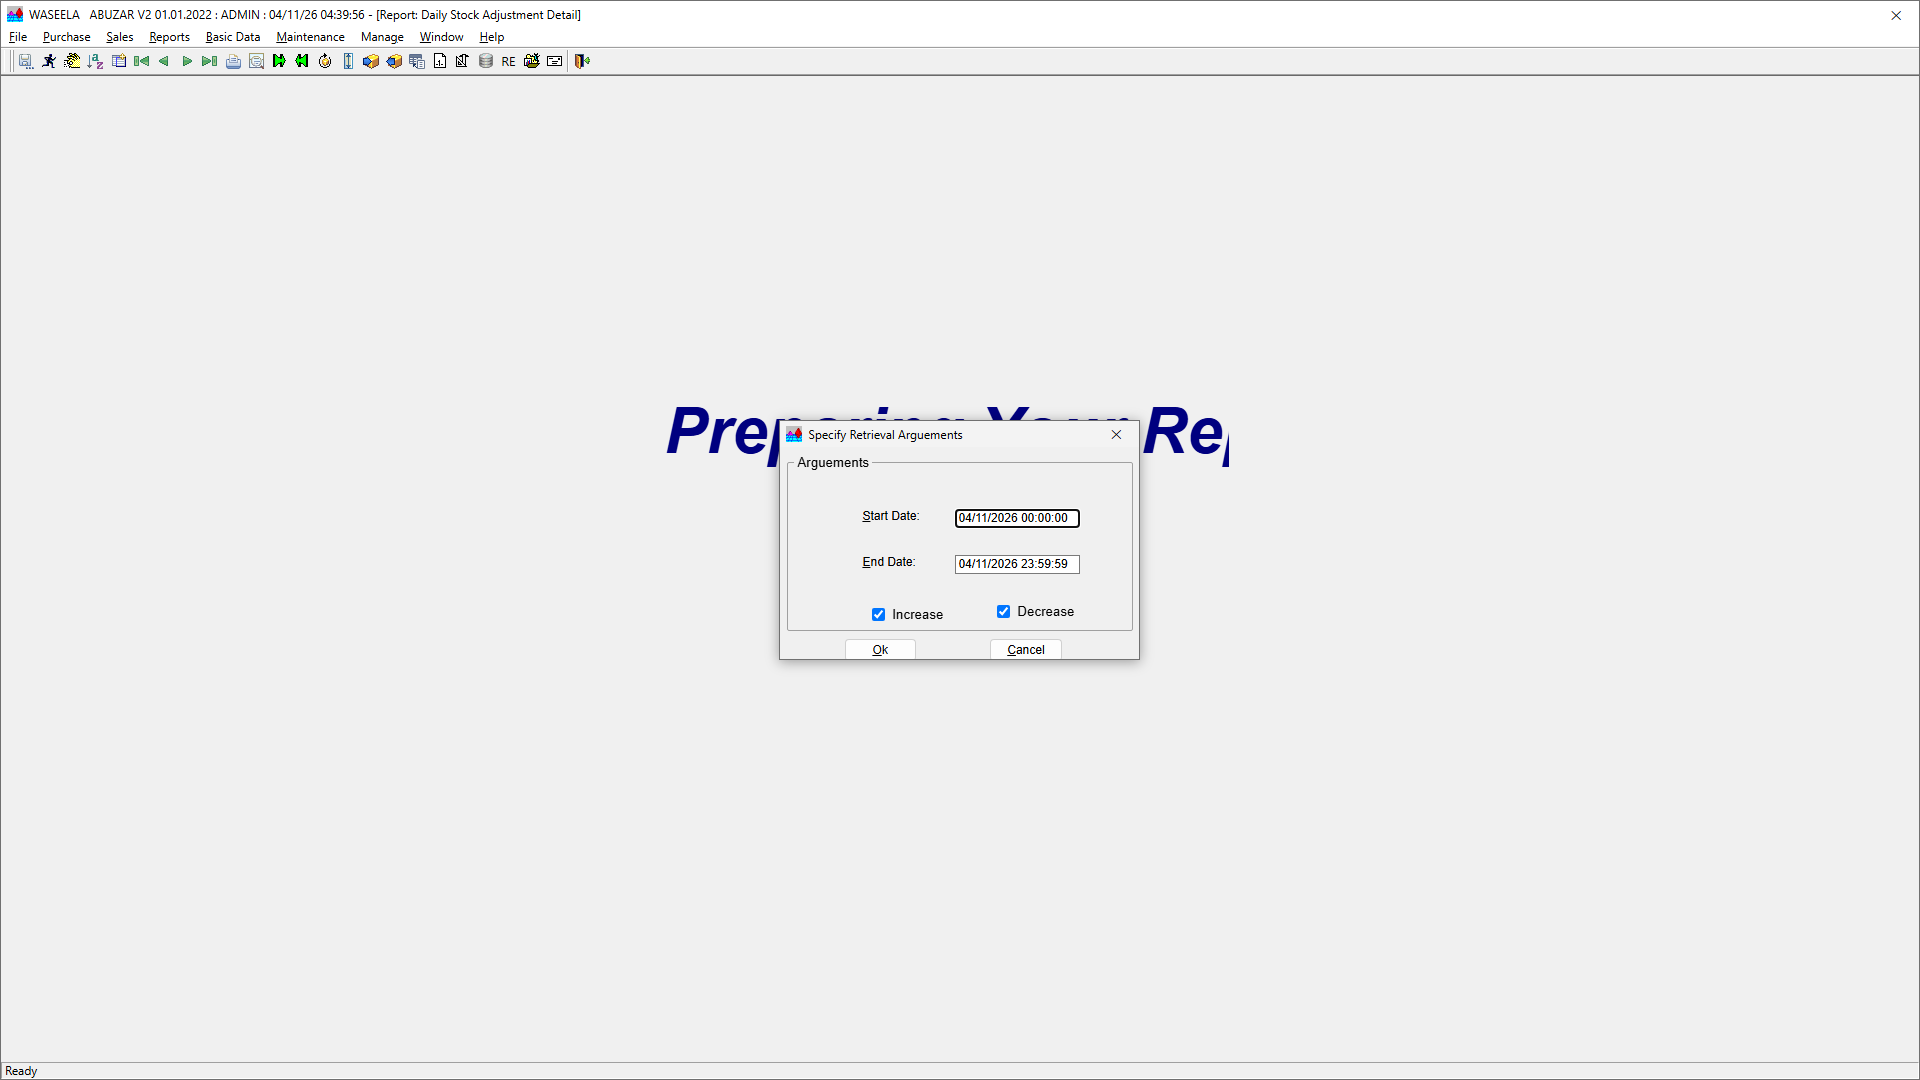 WASEELA   ABUZAR V2 01.01.2022 : ADMIN : 04/11/26 04:39:56 - [Report: Daily Stock Adjustment Detail]
File Purchase Sales Reports Basic Data Maintenance Manage Window Help
RE
Specify Retrieval Arguements
Arguements
Start Date: 04/11/2026 00:00:00
End Date: 04/11/2026 23:59:59
Increase Decrease
Ok Cancel
Ready